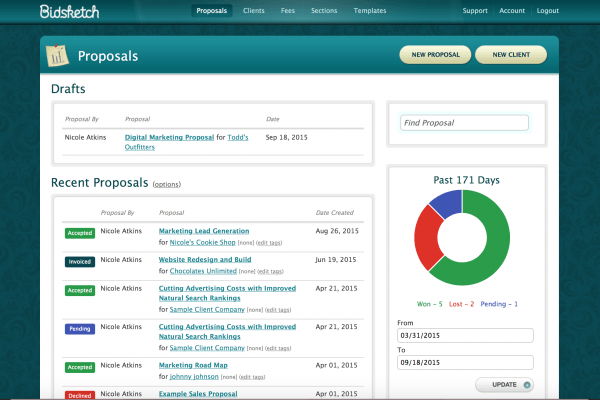 Bidsketch
Proposals Clients Fees Sections Templates
Support Account Logout
Proposals
NEW PROPOSAL NEW CLIENT
Drafts
Proposal By Proposal Date
Nicole Atkins Digital Marketing Proposal for Todd's Sep 18, 2015
Outfitters
Find Proposal
Recent Proposals (options)
Proposal By Proposal Date Created
Accepted Nicole Atkins Marketing Lead Generation Aug 26, 2015
for Nicole's Cookie Shop [none] (edit tags)
Invoiced Nicole Atkins Website Redesign and Build Jun 19, 2015
for Chocolates Unlimited [none] (edit tags)
Accepted Nicole Atkins Cutting Advertising Costs with Improved Apr 21, 2015
Natural Search Rankings
for Sample Client Company [none] (edit tags)
Pending Nicole Atkins Cutting Advertising Costs with Improved Apr 21, 2015
Natural Search Rankings
for Sample Client Company [none] (edit tags)
Accepted Nicole Atkins Marketing Road Map Apr 01, 2015
for johnny johnson [none] (edit tags)
Declined Nicole Atkins Example Sales Proposal Apr 01, 2015
Past 171 Days
Won - 5 Lost - 2 Pending - 1
From
03/31/2015
To
09/18/2015
UPDATE